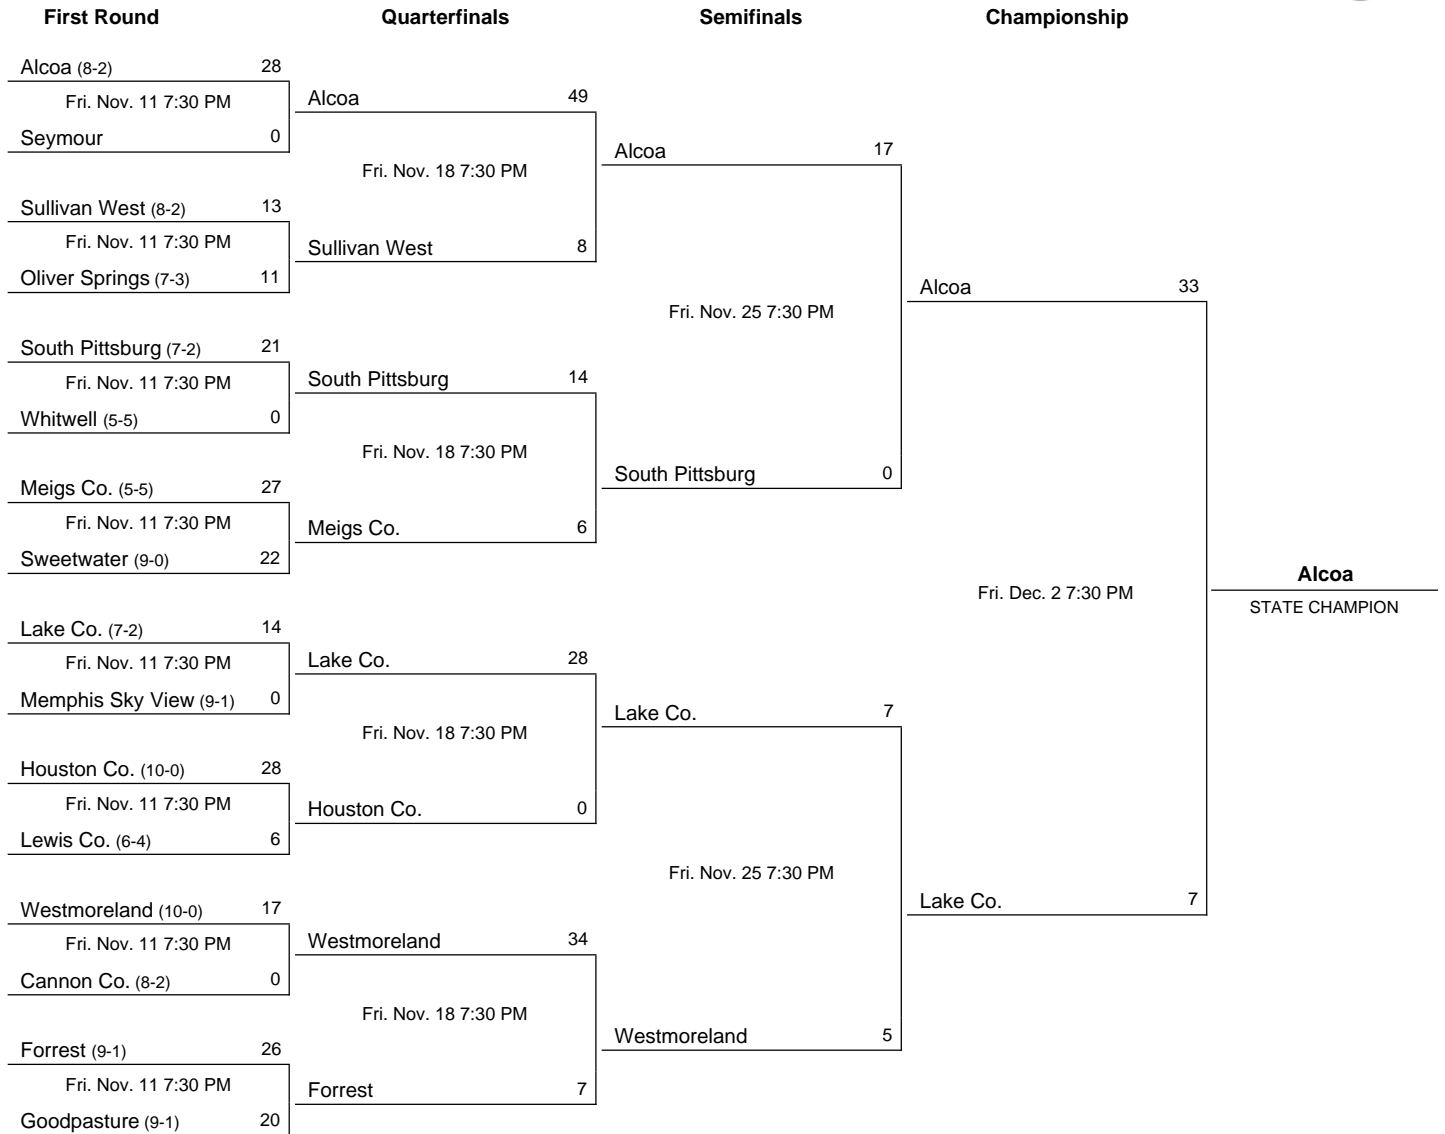 First Round
Quarterfinals
Semifinals
Championship
Alcoa (8-2) 28
Fri. Nov. 11 7:30 PM
Seymour 0
Sullivan West (8-2) 13
Fri. Nov. 11 7:30 PM
Oliver Springs (7-3) 11
South Pittsburg (7-2) 21
Fri. Nov. 11 7:30 PM
Whitwell (5-5) 0
Meigs Co. (5-5) 27
Fri. Nov. 11 7:30 PM
Sweetwater (9-0) 22
Lake Co. (7-2) 14
Fri. Nov. 11 7:30 PM
Memphis Sky View (9-1) 0
Houston Co. (10-0) 28
Fri. Nov. 11 7:30 PM
Lewis Co. (6-4) 6
Westmoreland (10-0) 17
Fri. Nov. 11 7:30 PM
Cannon Co. (8-2) 0
Forrest (9-1) 26
Fri. Nov. 11 7:30 PM
Goodpasture (9-1) 20
Alcoa 49
Fri. Nov. 18 7:30 PM
Sullivan West 8
South Pittsburg 14
Fri. Nov. 18 7:30 PM
Meigs Co. 6
Lake Co. 28
Fri. Nov. 18 7:30 PM
Houston Co. 0
Westmoreland 34
Fri. Nov. 18 7:30 PM
Forrest 7
Alcoa 17
Fri. Nov. 25 7:30 PM
South Pittsburg 0
Lake Co. 7
Fri. Nov. 25 7:30 PM
Westmoreland 5
Alcoa 33
Fri. Dec. 2 7:30 PM
Lake Co. 7
Alcoa
STATE CHAMPION